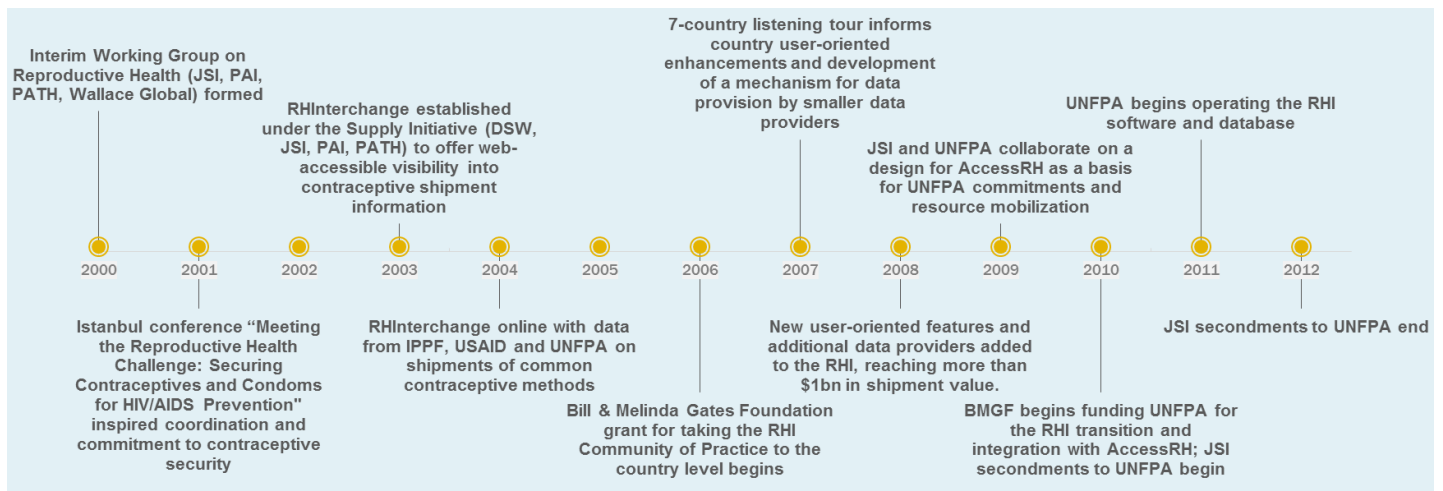 Interim Working Group on
Reproductive Health (JSI, PAI,
PATH, Wallace Global) formed
RHInterchange established
under the Supply Initiative (DSW,
JSI, PAI, PATH) to offer web-
accessible visibility into
contraceptive shipment
information
7-country listening tour informs
country user-oriented
enhancements and development
of a mechanism for data
provision by smaller data
providers
JSI and UNFPA collaborate on a
design for AccessRH as a basis
for UNFPA commitments and
resource mobilization
UNFPA begins operating the RHI
software and database
2000 2001 2002 2003 2004 2005 2006 2007 2008 2009 2010 2011 2012
Istanbul conference “Meeting
the Reproductive Health
Challenge: Securing
Contraceptives and Condoms
for HIV/AIDS Prevention"
inspired coordination and
commitment to contraceptive
security
RHInterchange online with data
from IPPF, USAID and UNFPA on
shipments of common
contraceptive methods
Bill & Melinda Gates Foundation
grant for taking the RHI
Community of Practice to the
country level begins
New user-oriented features and
additional data providers added
to the RHI, reaching more than
$1bn in shipment value.
BMGF begins funding UNFPA for
the RHI transition and
integration with AccessRH; JSI
secondments to UNFPA begin
JSI secondments to UNFPA end